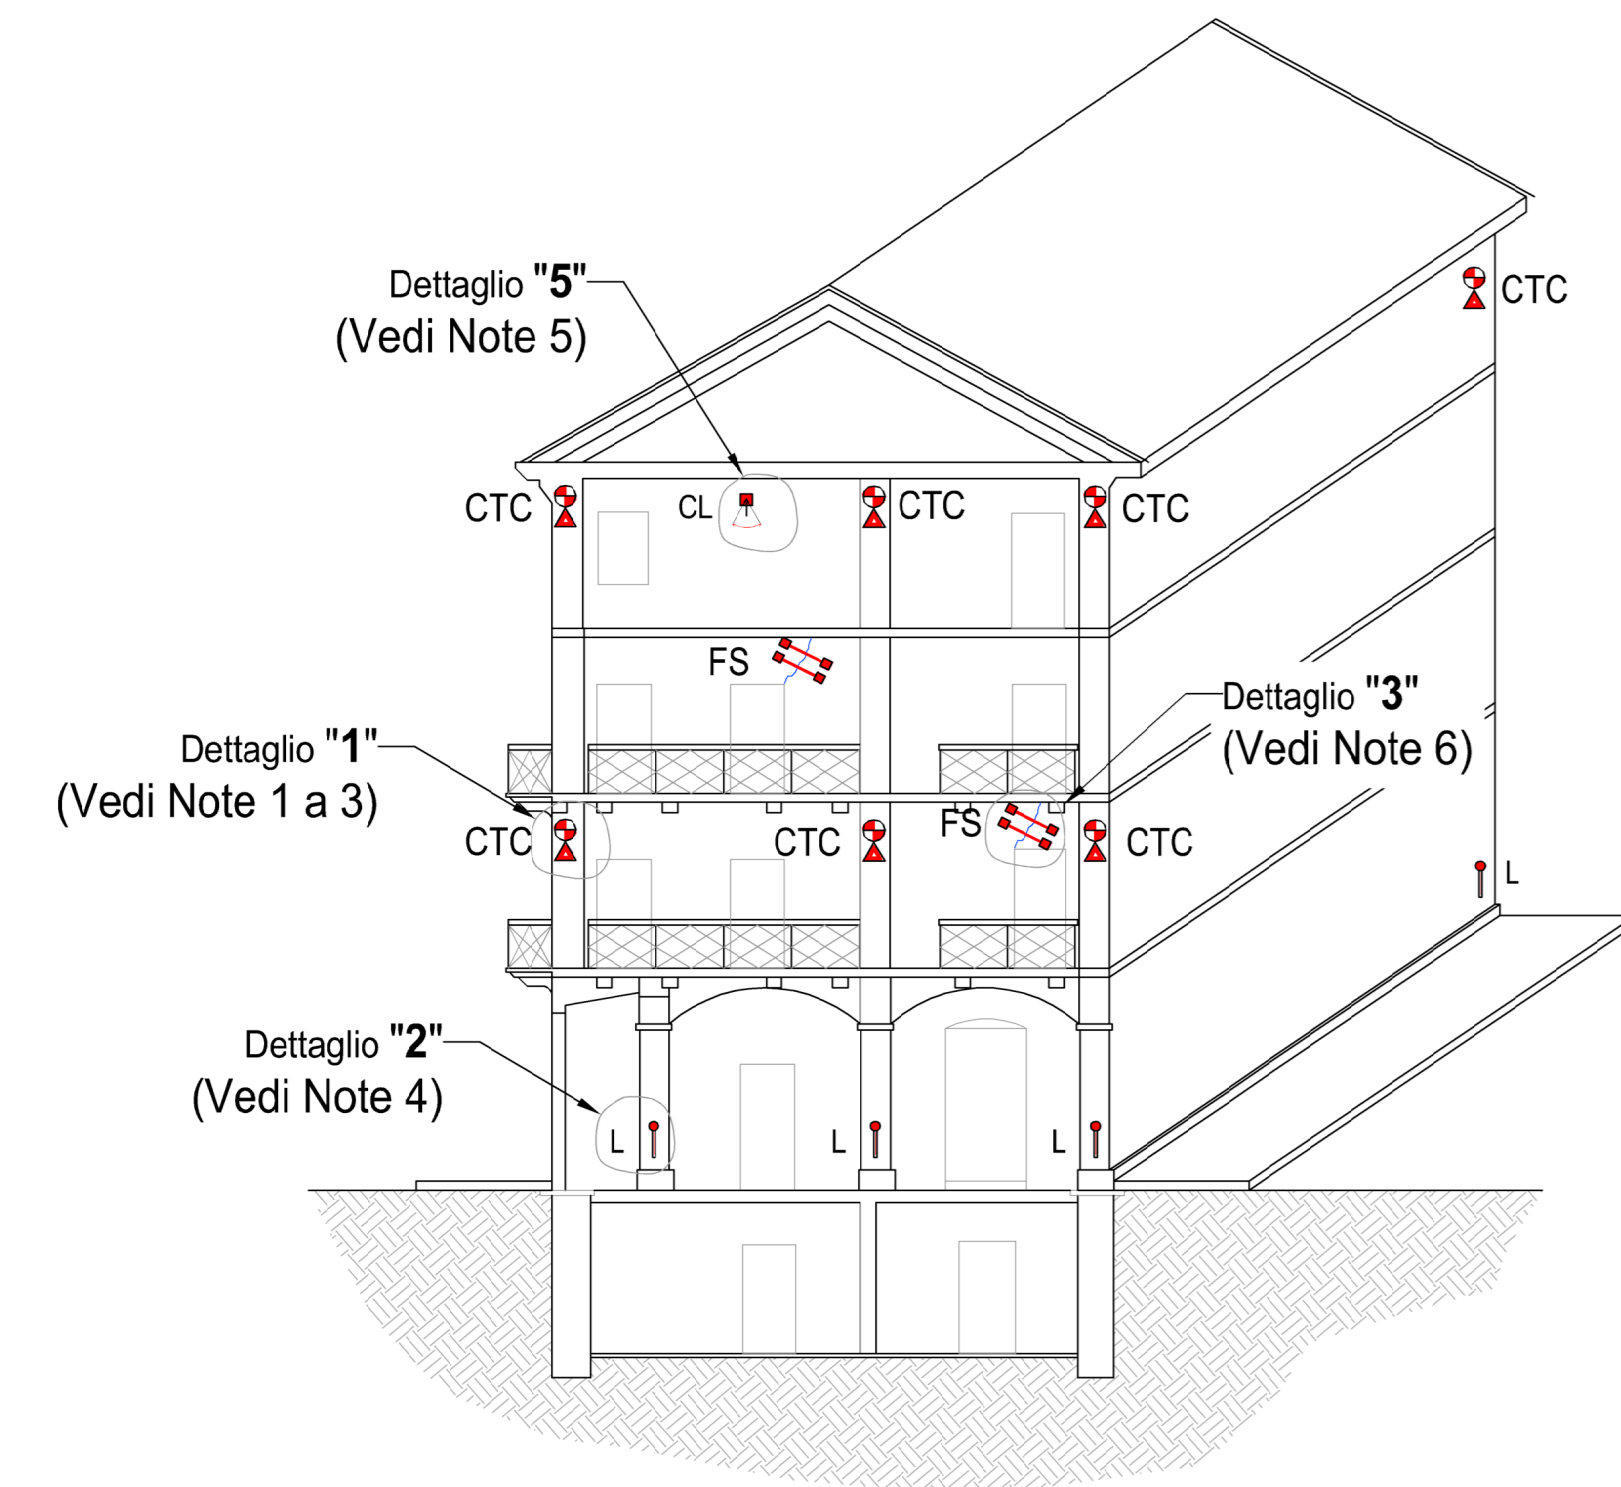 Dettaglio "5"
(Vedi Note 5)
CTC
CTC
CL
CTC
CTC
FS
Dettaglio "3"
(Vedi Note 6)
Dettaglio "1"
(Vedi Note 1 a 3)
CTC
CTC
FS
CTC
L
Dettaglio "2"
(Vedi Note 4)
L
L
L